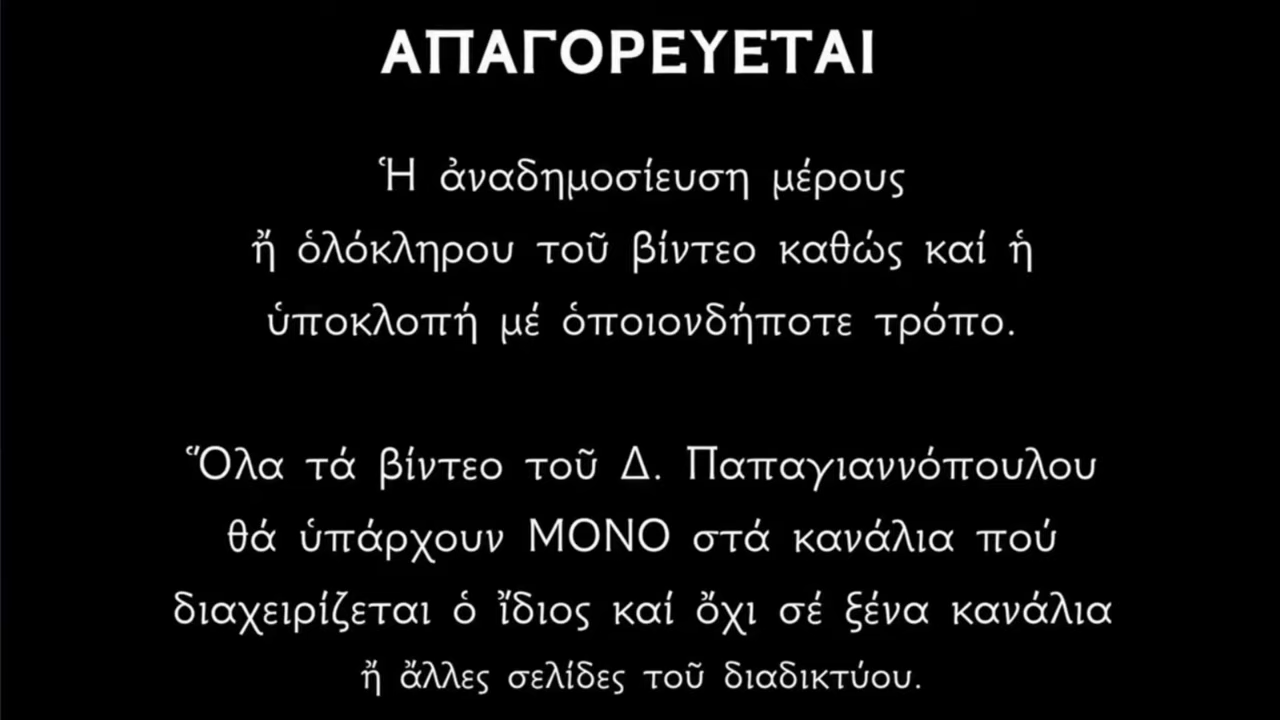 ΑΠΑΓΟΡΕΥΕΤΑΙ
Ἡ ἀναδημοσίευση μέρους
ἤ ὁλόκληρου τοῦ βίντεο καθώς καί ἡ
ὑποκλοπή μέ ὁποιονδήποτε τρόπο.
Ὅλα τά βίντεο τοῦ Δ. Παπαγιαννόπουλου
θά ὑπάρχουν ΜΟΝΟ στά κανάλια πού
διαχειρίζεται ὁ ἴδιος καί ὄχι σέ ξένα κανάλια
ἤ ἄλλες σελίδες τοῦ διαδικτύου.